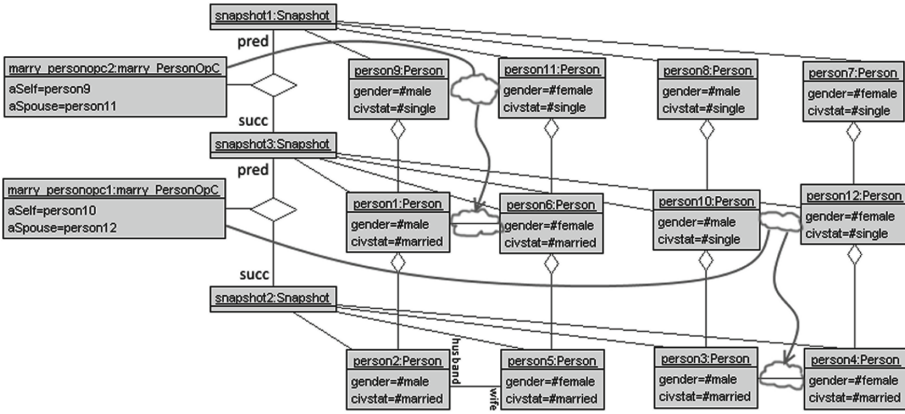 snapshot1:Snapshot
pred
marry_personopc2:marry_PersonOpC
aSelf=person9
aSpouse=person11
person9:Person
gender=#male
civstat=#single
person11:Person
gender=#female
civstat=#single
person8:Person
gender=#male
civstat=#single
person7:Person
gender=#female
civstat=#single
succ
snapshot3:Snapshot
pred
marry_personopc1:marry_PersonOpC
aSelf=person10
aSpouse=person12
person1:Person
gender=#male
civstat=#married
person6:Person
gender=#female
civstat=#married
person10:Person
gender=#male
civstat=#single
person12:Person
gender=#female
civstat=#single
succ
snapshot2:Snapshot
person2:Person
gender=#male
civstat=#married
husband
wife
person5:Person
gender=#female
civstat=#married
person3:Person
gender=#male
civstat=#married
person4:Person
gender=#female
civstat=#married